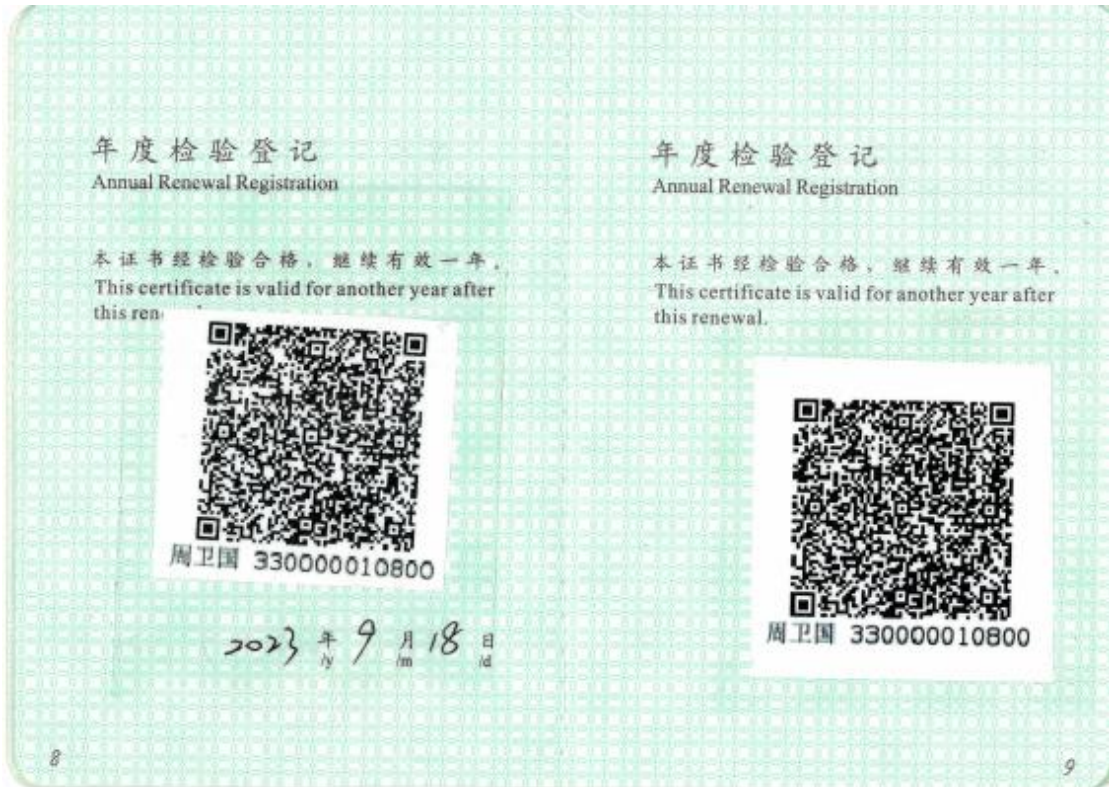 年度检验登记
Annual Renewal Registration
本证书经检验合格，继续有效一年。
This certificate is valid for another year after
this ren
周卫国 330000010800
2023 年 9 月 18 日
/y /m /d
8
年度检验登记
Annual Renewal Registration
本证书经检验合格，继续有效一年。
This certificate is valid for another year after
this renewal.
周卫国 330000010800
9